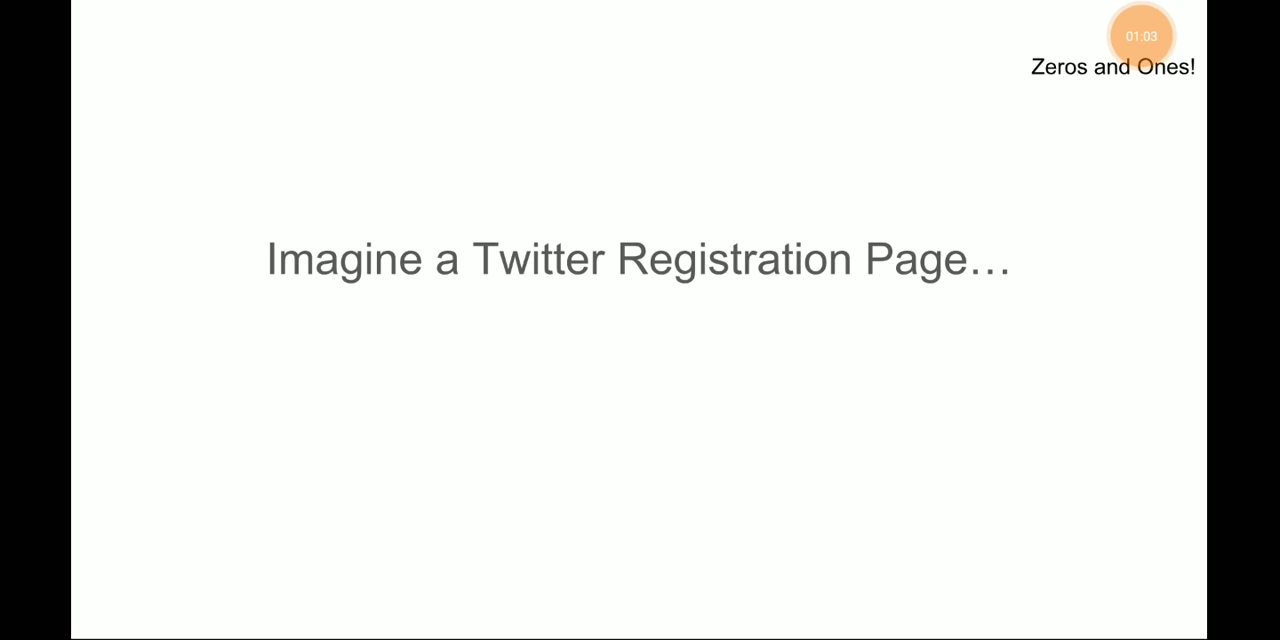 01:03
Zeros and Ones!
Imagine a Twitter Registration Page…